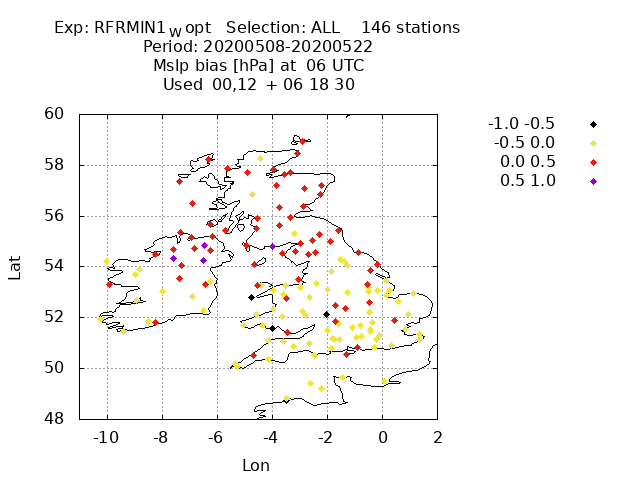 Exp: RFRMIN1wopt Selection: ALL 146 stations
Period: 20200508-20200522
Mslp bias [hPa] at 06 UTC
Used 00,12 + 06 18 30
-1.0 -0.5
-0.5 0.0
0.0 0.5
0.5 1.0
60
58
56
54
52
50
48
Lat
-10 -8 -6 -4 -2 0 2
Lon